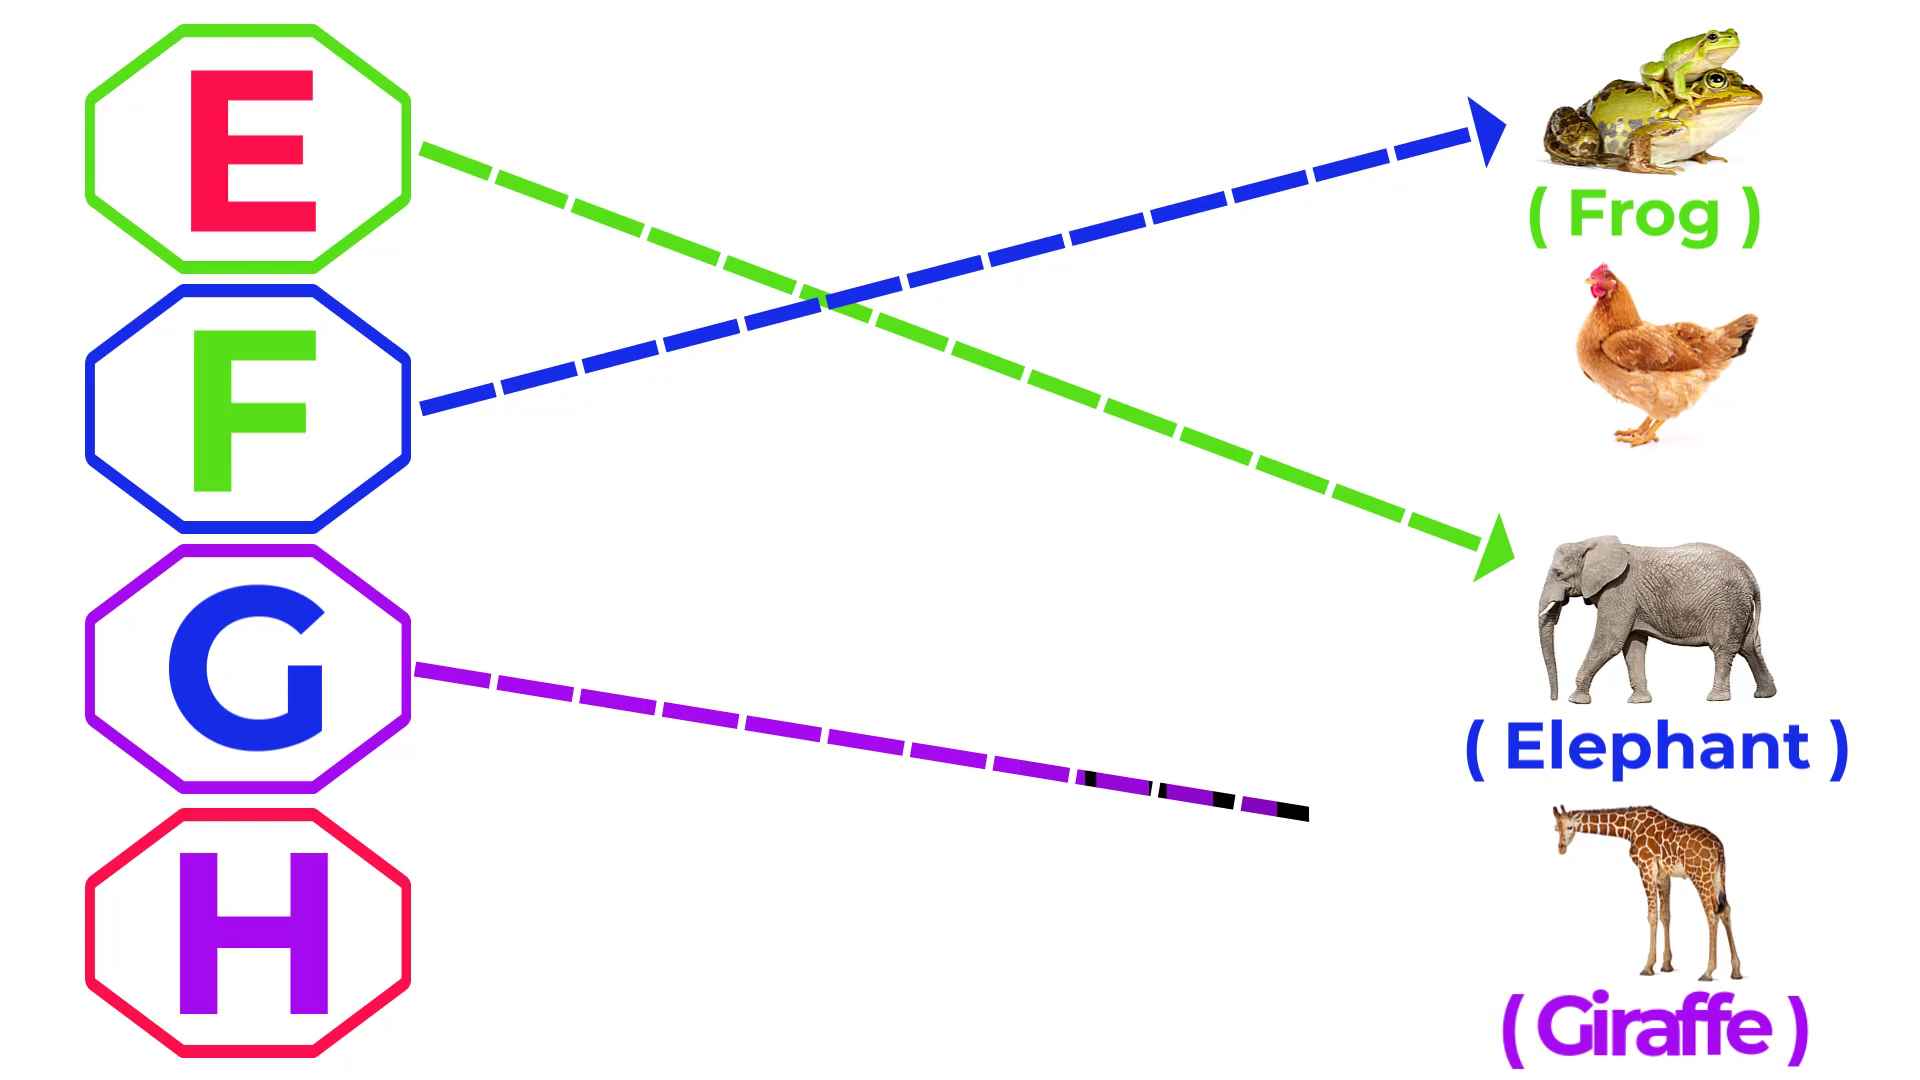 E
F
G
H
( Frog )
( Elephant )
( Giraffe )